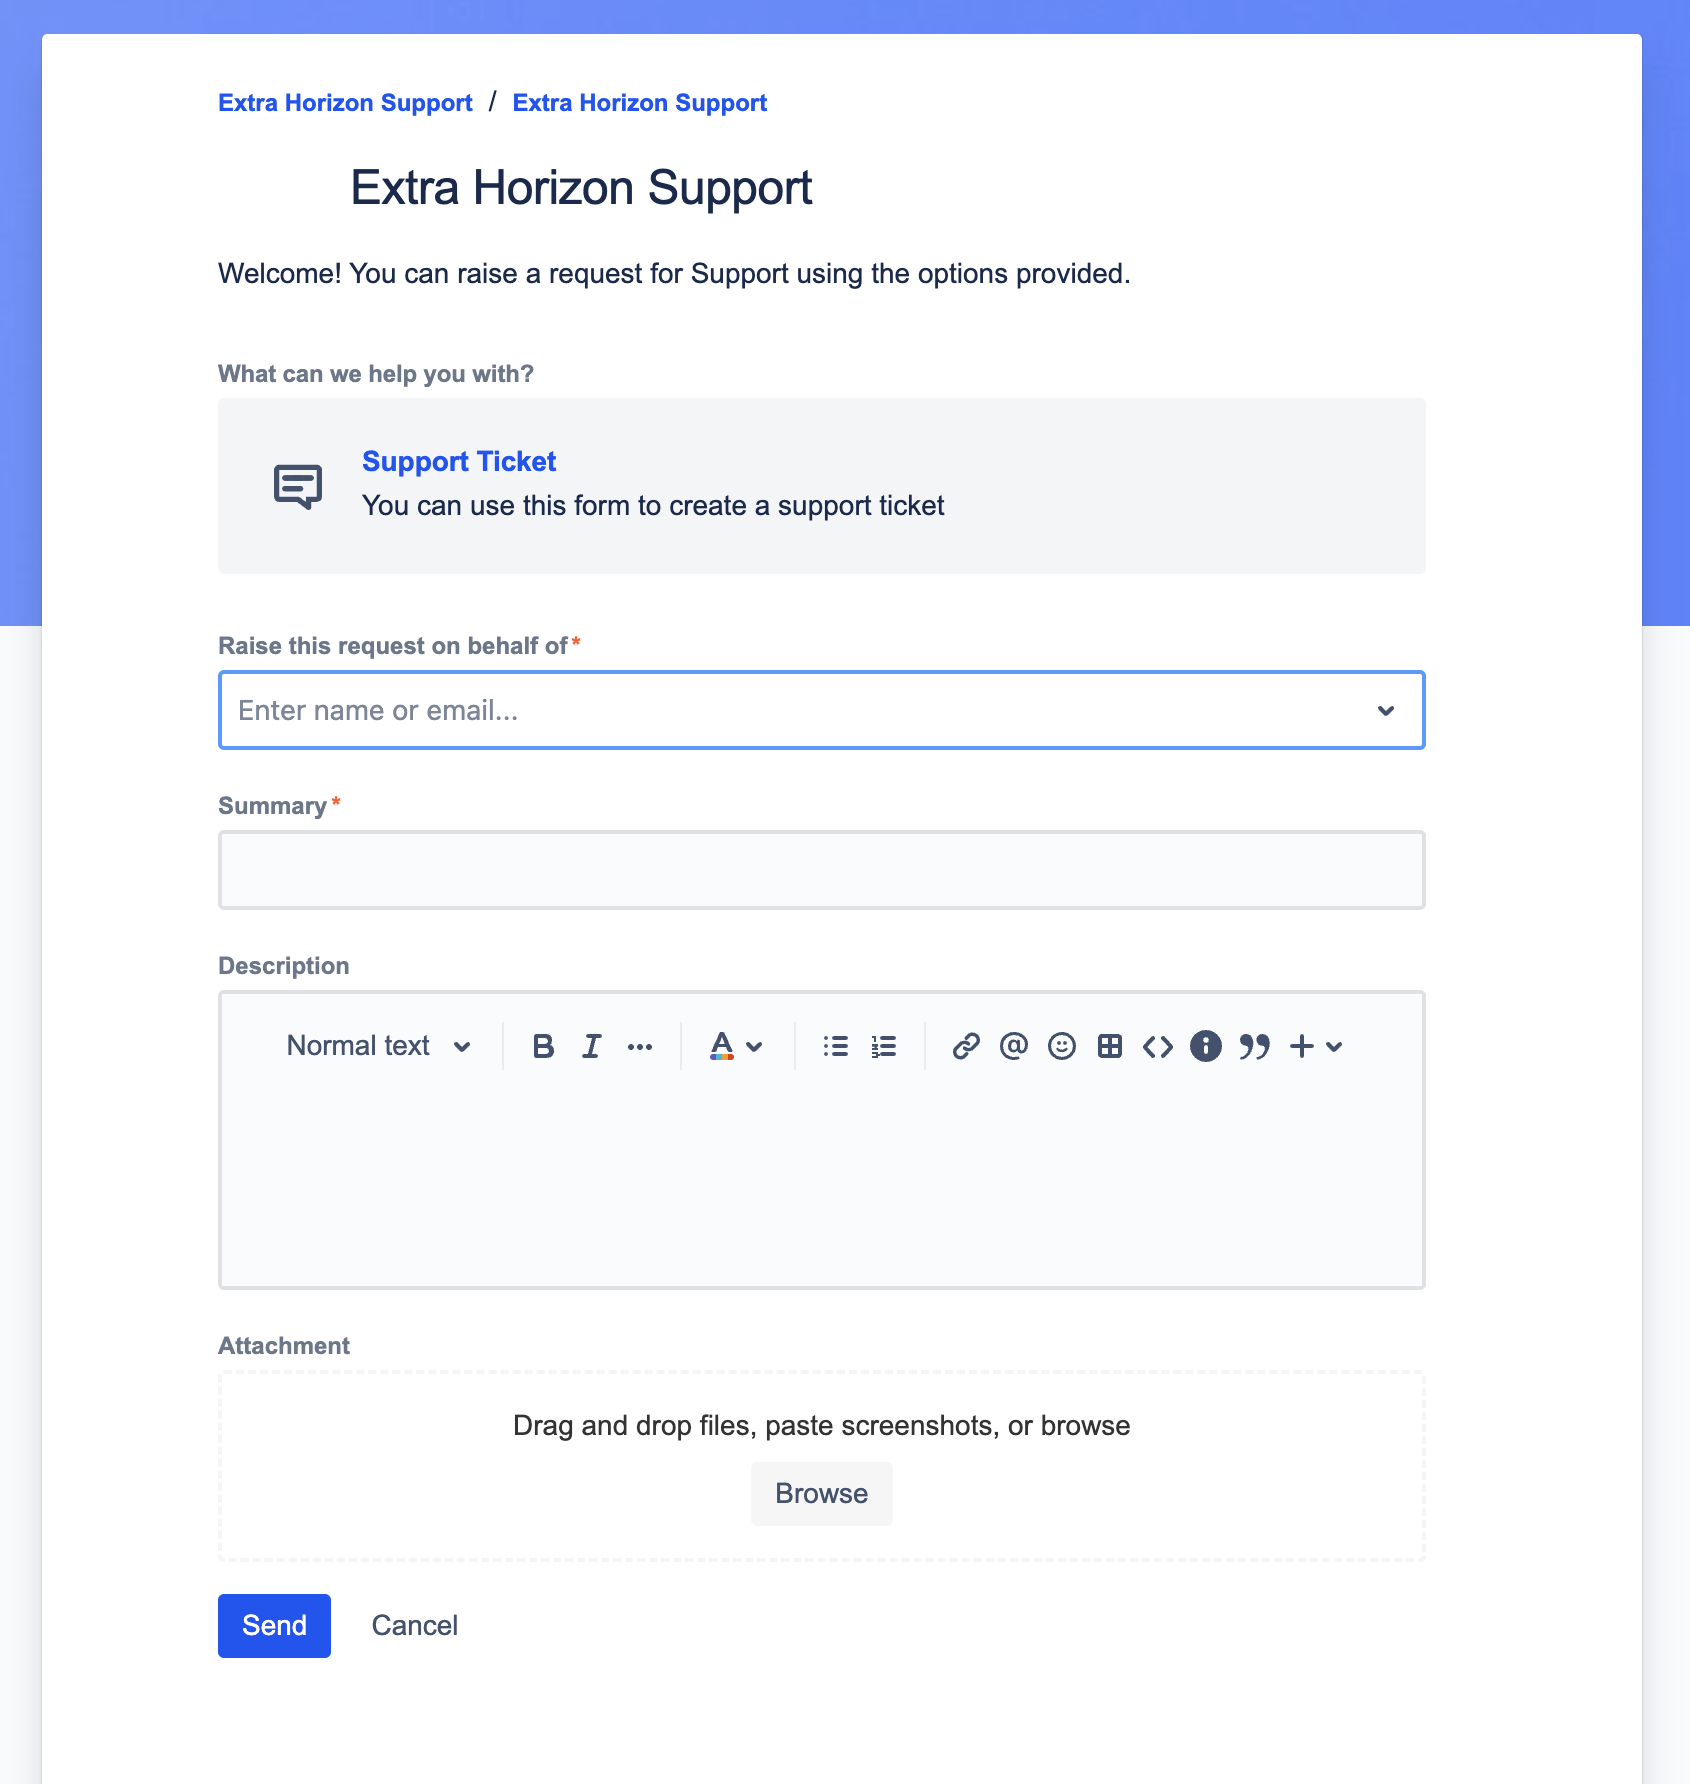 Extra Horizon Support / Extra Horizon Support
Extra Horizon Support
Welcome! You can raise a request for Support using the options provided.
What can we help you with?
Support Ticket
You can use this form to create a support ticket
Raise this request on behalf of*
Enter name or email...
Summary*
Description
Normal text
Attachment
Drag and drop files, paste screenshots, or browse
Browse
Send Cancel